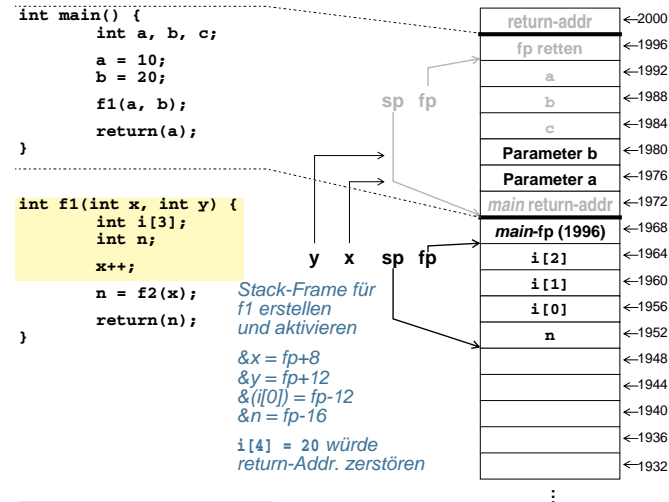 int main() {
int a, b, c;
a = 10;
b = 20;
f1(a, b);
return(a);
}
int f1(int x, int y) {
int i[3];
int n;
x++;
n = f2(x);
return(n);
}
sp fp
y x sp fp
Stack-Frame für
f1 erstellen
und aktivieren
&x = fp+8
&y = fp+12
&(i[0]) = fp-12
&n = fp-16
i[4] = 20 würde
return-Addr. zerstören
return-addr
fp retten
a
b
c
Parameter b
Parameter a
main return-addr
main-fp (1996)
i[2]
i[1]
i[0]
n
2000
1996
1992
1988
1984
1980
1976
1972
1968
1964
1960
1956
1952
1948
1944
1940
1936
1932